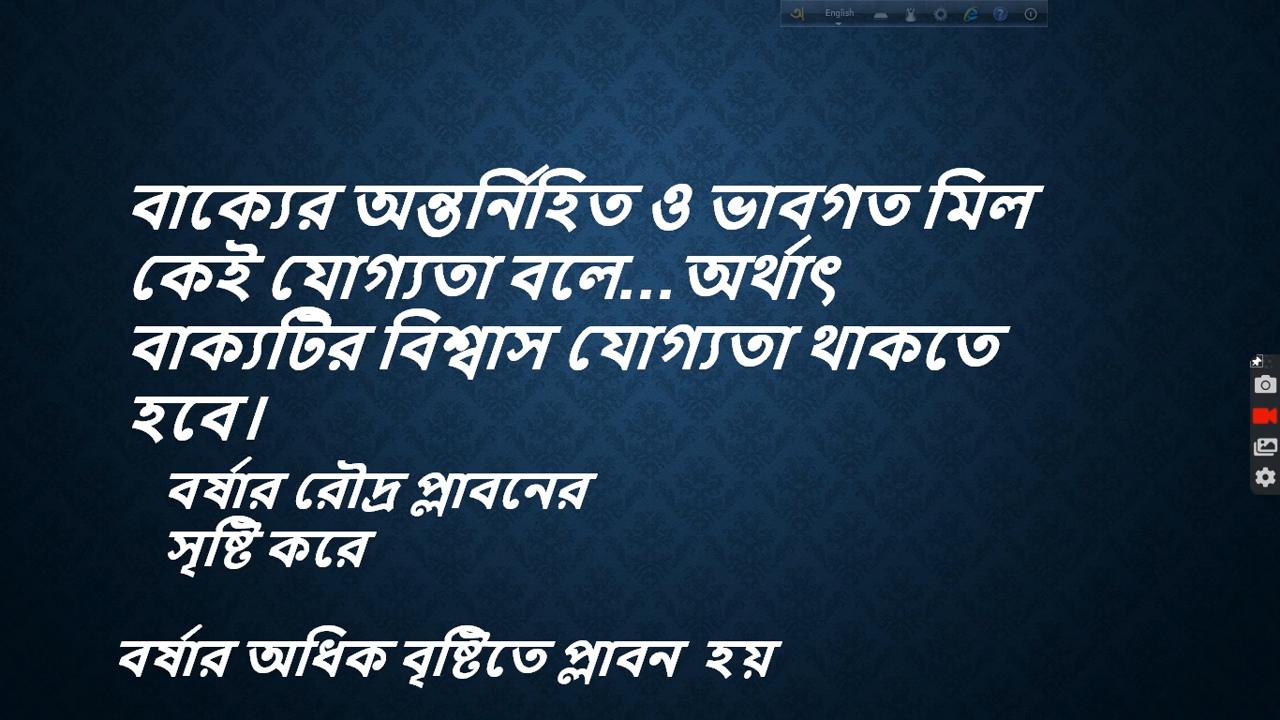 English
বাক্যের অন্তর্নিহিত ও ভাবগত মিল
কেই যোগ্যতা বলে... অর্থাৎ
বাক্যটির বিশ্বাস যোগ্যতা থাকতে
হবে।
বর্ষার রৌদ্র প্লাবনের
সৃষ্টি করে
বর্ষার অধিক বৃষ্টিতে প্লাবন হয়